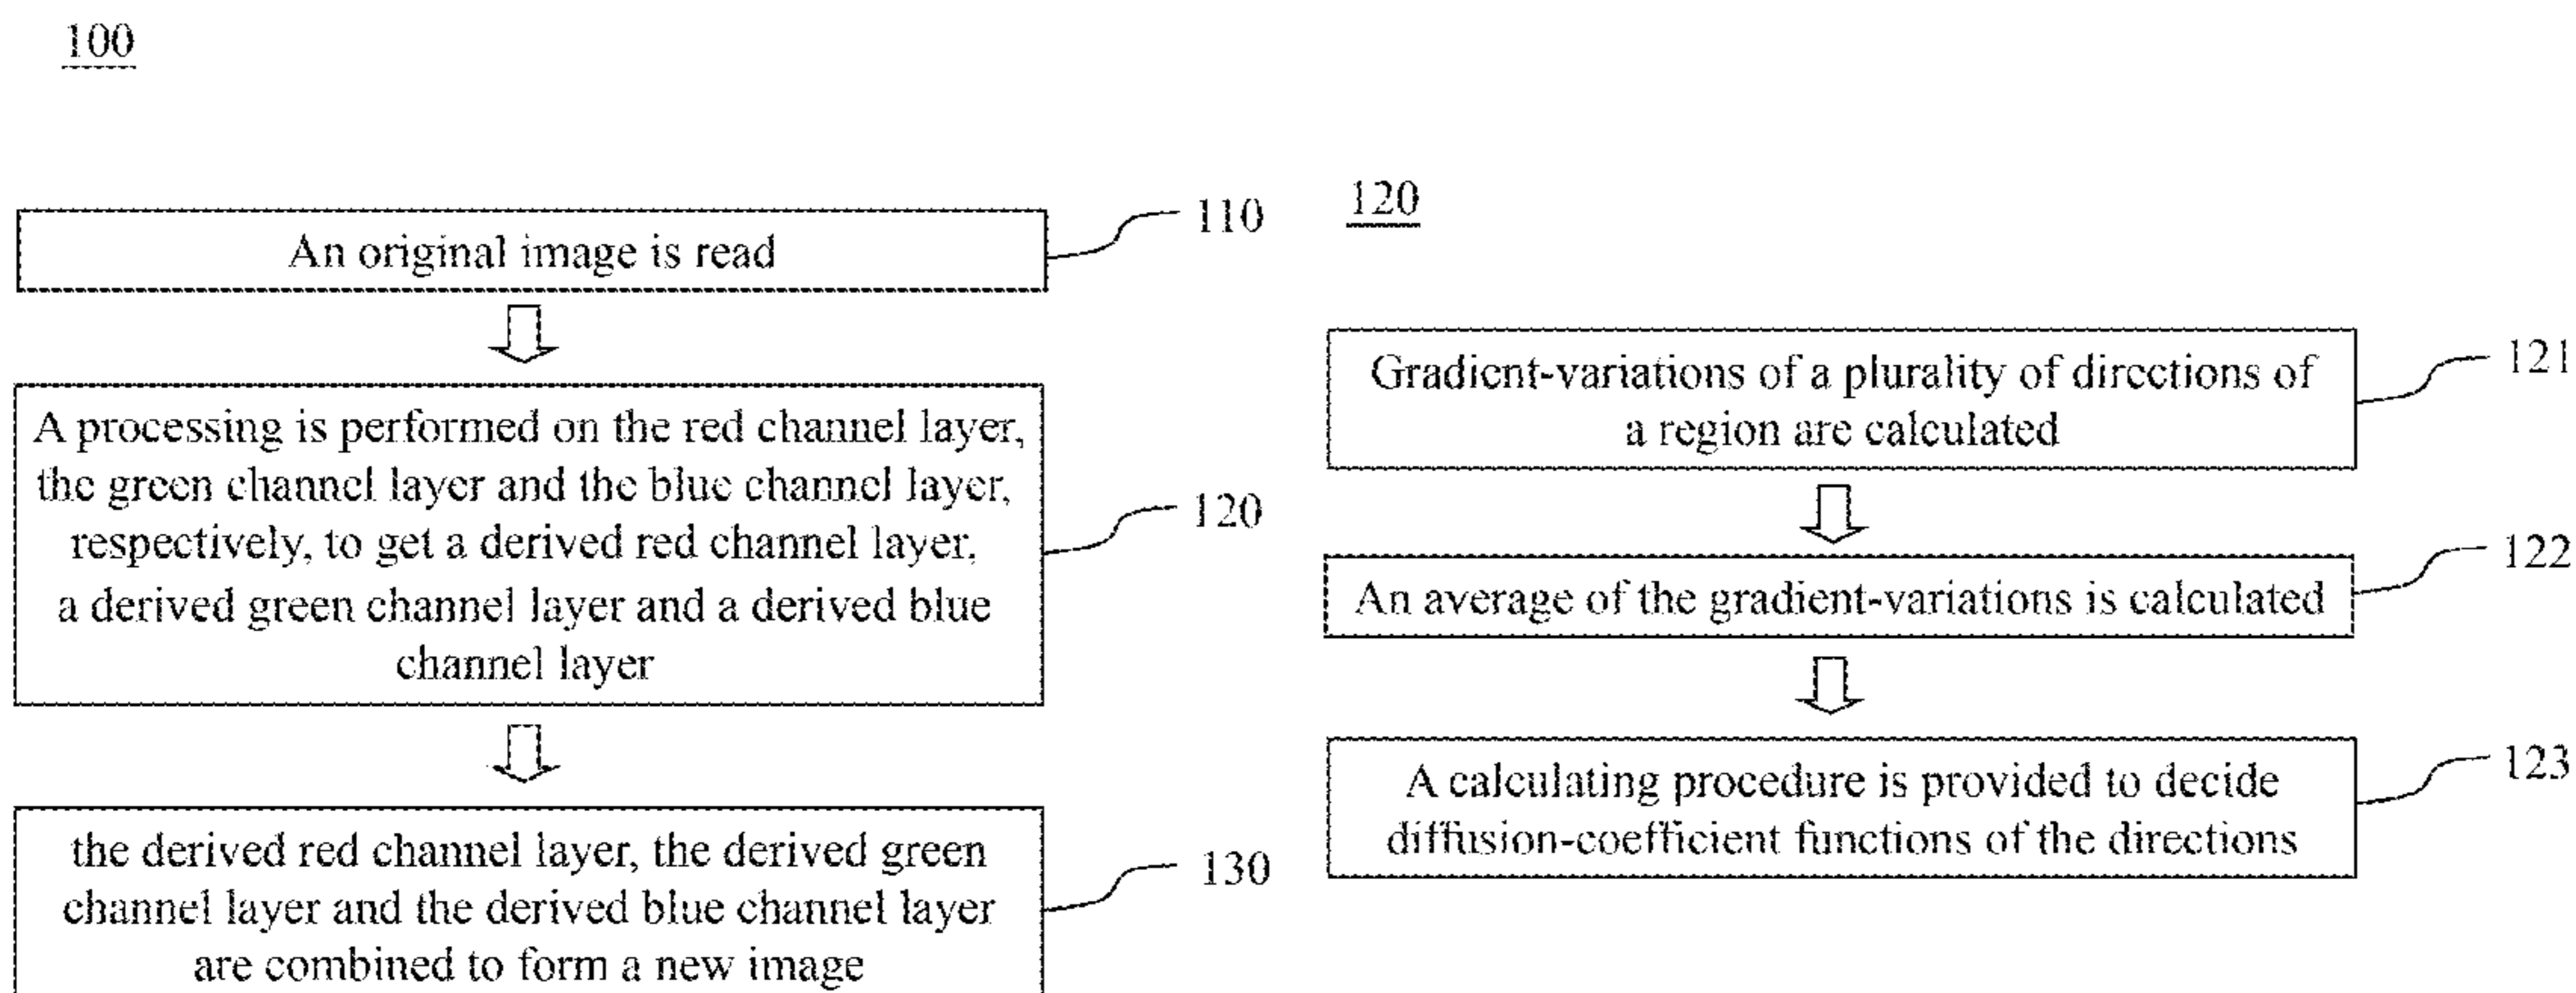 100
An original image is read
110
A processing is performed on the red channel layer,
the green channel layer and the blue channel layer,
respectively, to get a derived red channel layer,
a derived green channel layer and a derived blue
channel layer
120
the derived red channel layer, the derived green
channel layer and the derived blue channel layer
are combined to form a new image
130
120
Gradient-variations of a plurality of directions of
a region are calculated
121
An average of the gradient-variations is calculated
122
A calculating procedure is provided to decide
diffusion-coefficient functions of the directions
123